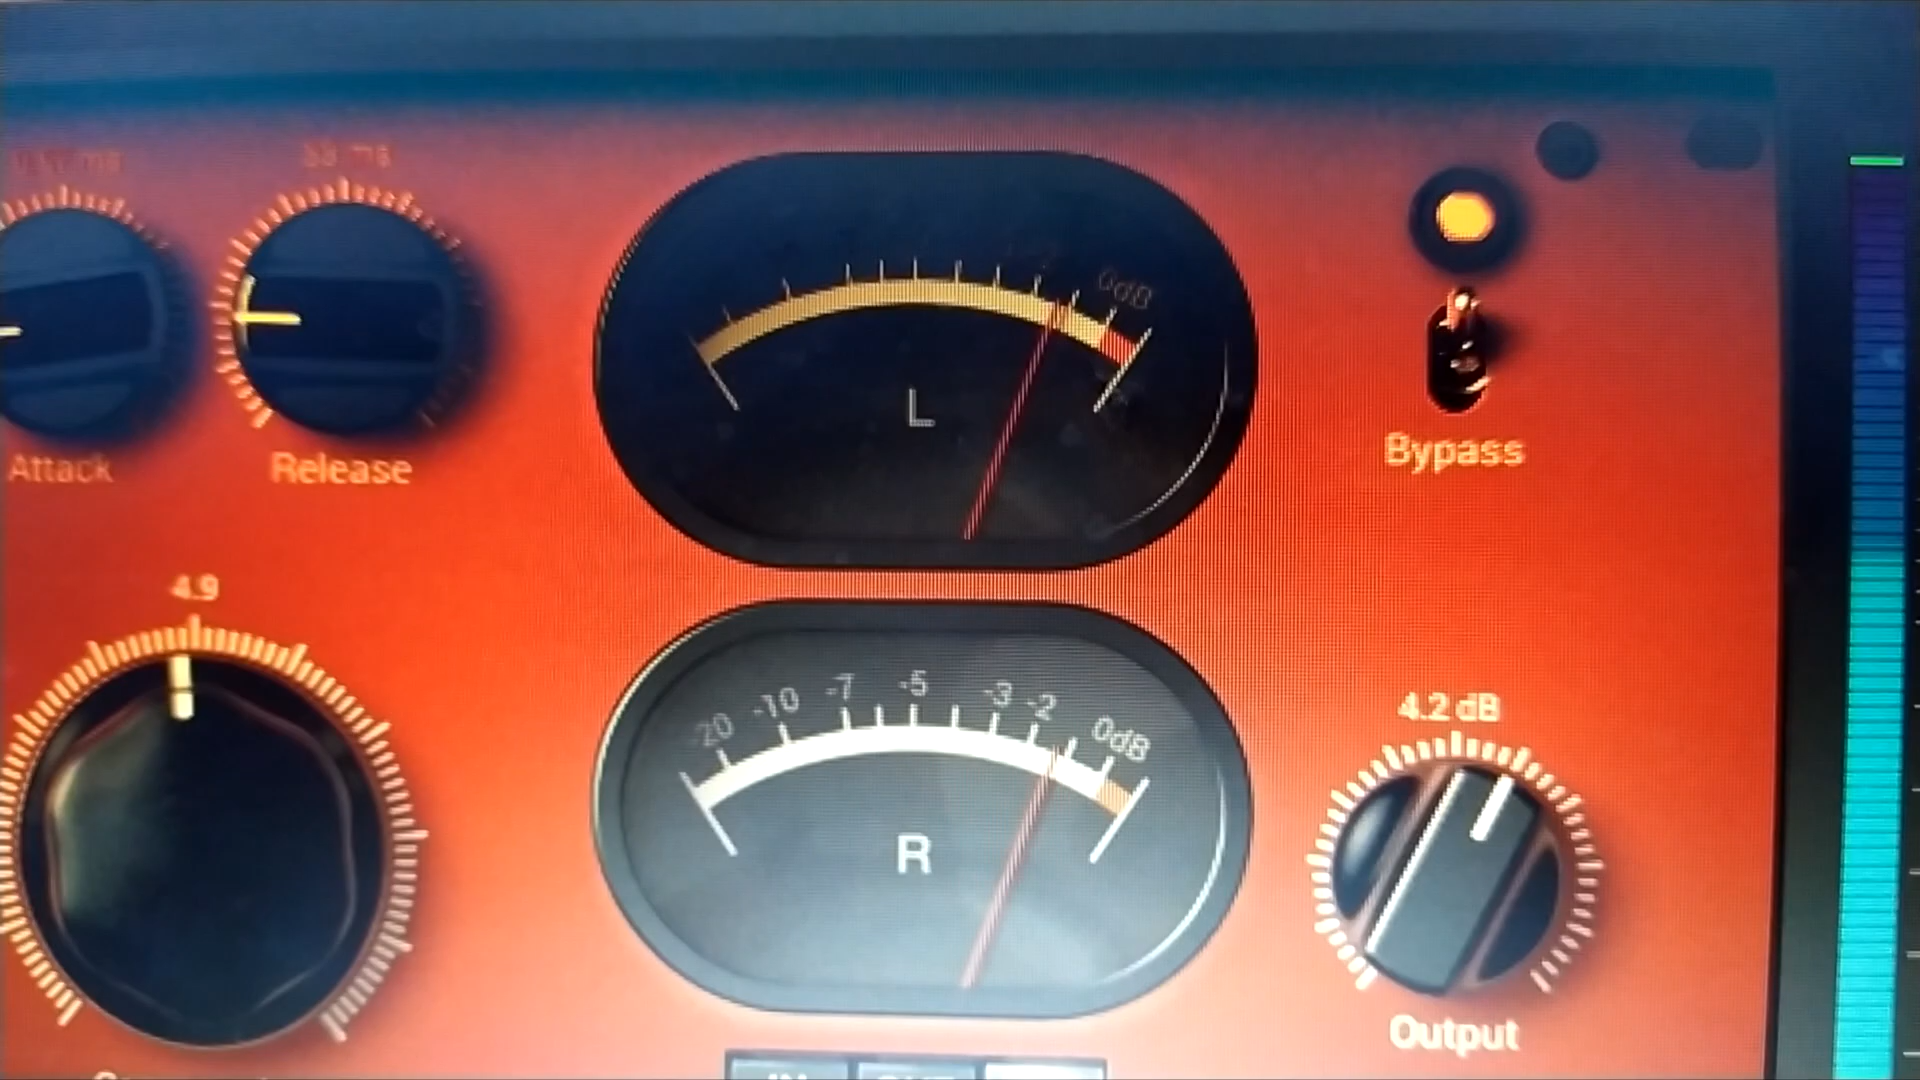 Attack
Release
0dB
L
Bypass
4.9
-20 -10 -7 -5 -3 -2 0dB
R
4.2 dB
Output